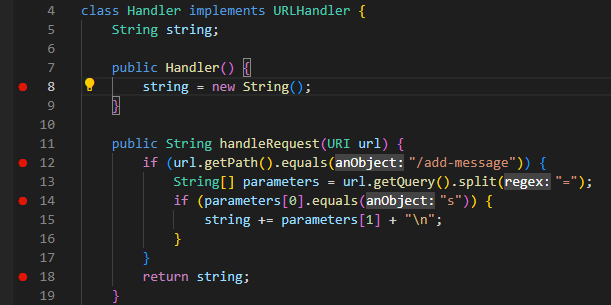 4 class Handler implements URLHandler {
5     String string;
6
7     public Handler() {
8         string = new String();
9     }
10
11     public String handleRequest(URI url) {
12         if (url.getPath().equals(anObject: "/add-message")) {
13             String[] parameters = url.getQuery().split(regex: "=");
14             if (parameters[0].equals(anObject: "s")) {
15                 string += parameters[1] + "\n";
16             }
17         }
18         return string;
19     }